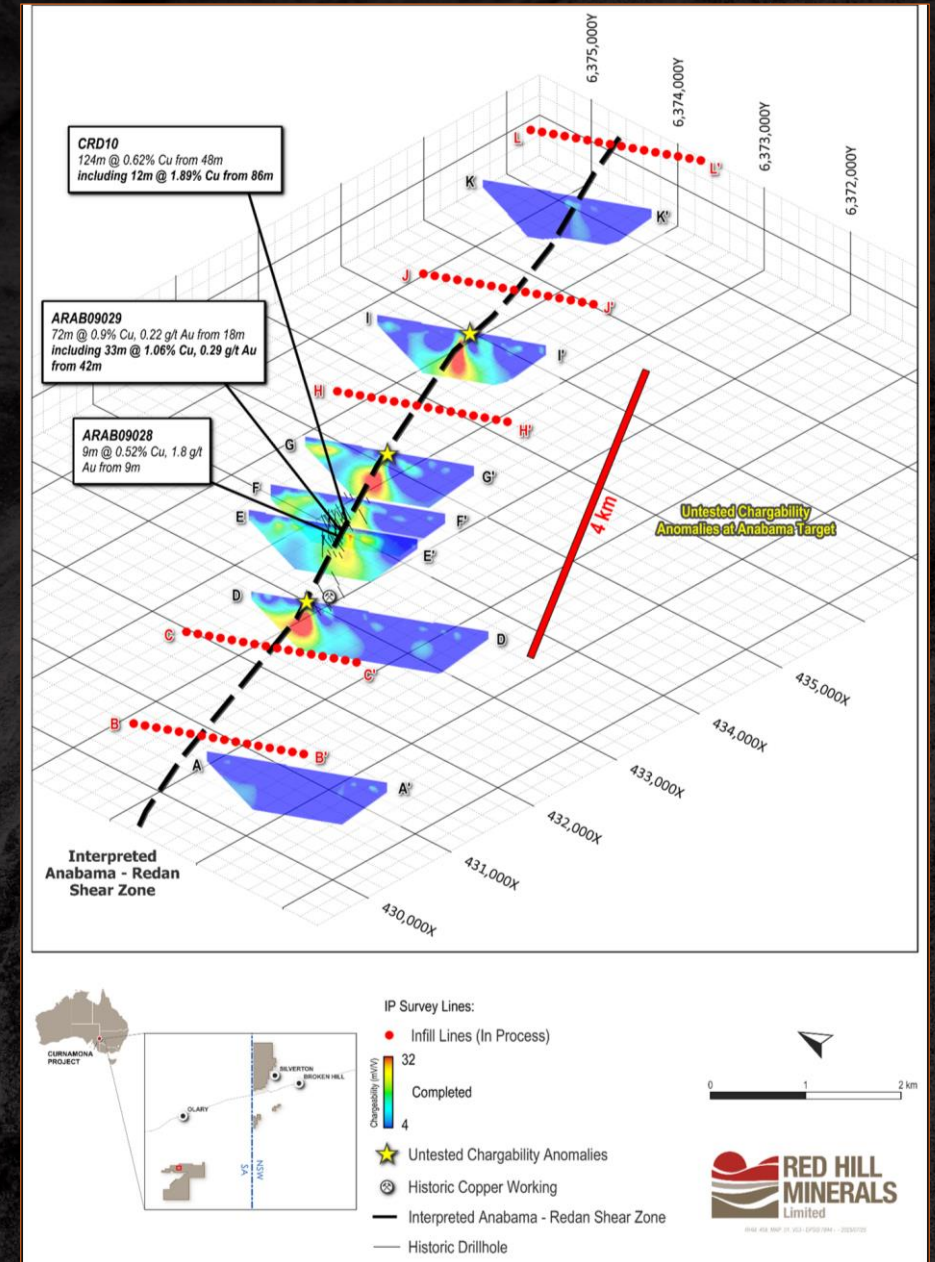 6,375,000Y
6,374,000Y
6,373,000Y
6,372,000Y
CRD10
124m @ 0.62% Cu from 48m
including 12m @ 1.89% Cu from 86m
ARAB09029
72m @ 0.9% Cu, 0.22 g/t Au from 18m
including 33m @ 1.06% Cu, 0.29 g/t Au
from 42m
ARAB09028
9m @ 0.52% Cu, 1.8 g/t
Au from 9m
L
L'
K
K'
J
J'
I
I'
H
H'
G
G'
F
F'
E
E'
D
D
C
C'
B
B'
A
A'
4 km
Untested Chargability
Anomalies at Anabama Target
435,000X
434,000X
433,000X
432,000X
431,000X
430,000X
Interpreted
Anabama - Redan
Shear Zone
CURNAMONA
PROJECT
SILVERTON
BROKEN HILL
OLARY
SA
NSW
IP Survey Lines:
Infill Lines (In Process)
Chargeability (mV/V)
32
4
Completed
Untested Chargability Anomalies
Historic Copper Working
Interpreted Anabama - Redan Shear Zone
Historic Drillhole
0 1 2 km
RED HILL
MINERALS
Limited